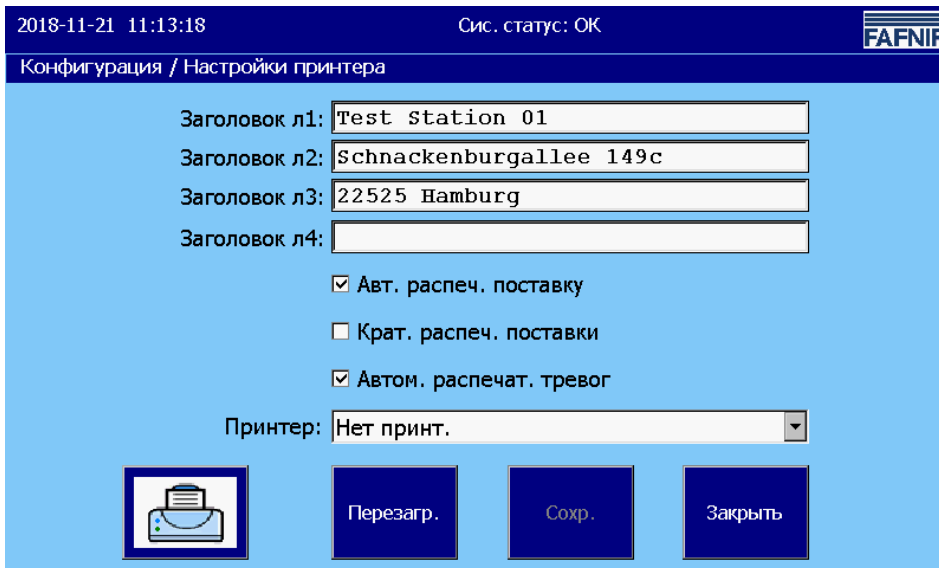 2018-11-21 11:13:18 Сис. статус: ОК
FAFNIR
Конфигурация / Настройки принтера
Заголовок л1: Test Station 01
Заголовок л2: Schnackenburgallee 149c
Заголовок л3: 22525 Hamburg
Заголовок л4:
Авт. распеч. поставку
Крат. распеч. поставки
Автом. распечат. тревог
Принтер: Нет принт.
Перезагр. Сохр. Закрыть